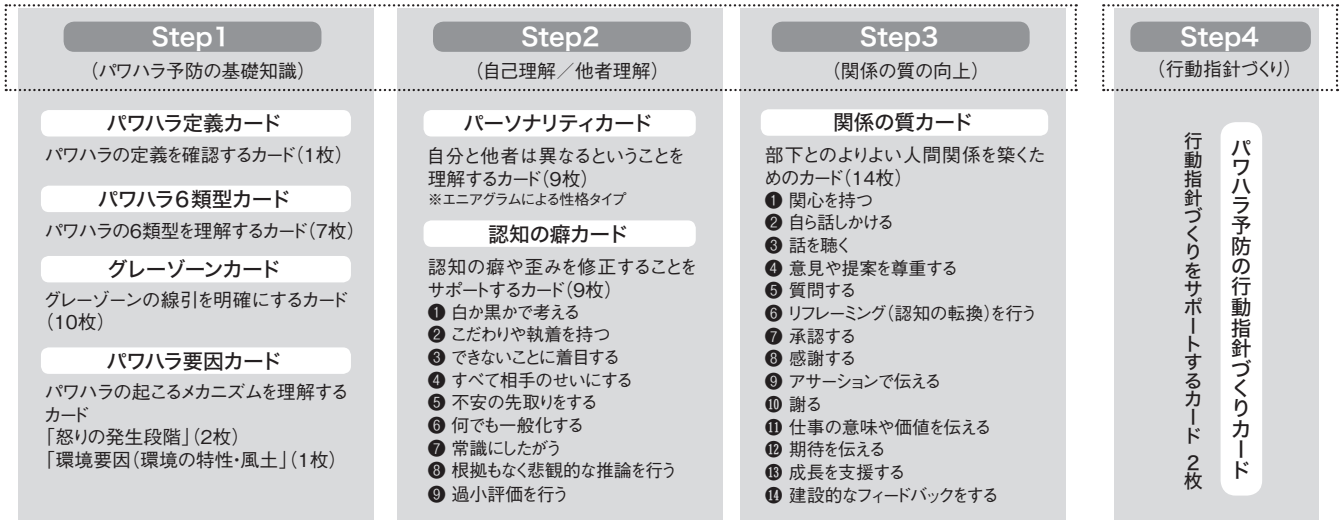 Step1
（パワハラ予防の基礎知識）
パワハラ定義カード
パワハラの定義を確認するカード（1枚）
パワハラ6類型カード
パワハラの6類型を理解するカード（7枚）
グレーゾーンカード
グレーゾーンの線引を明確にするカード
（10枚）
パワハラ要因カード
パワハラの起こるメカニズムを理解する
カード
「怒りの発生段階」（2枚）
「環境要因（環境の特性・風土」（1枚）
Step2
（自己理解／他者理解）
パーソナリティカード
自分と他者は異なるということを
理解するカード（9枚）
※エニアグラムによる性格タイプ
認知の癖カード
認知の癖や歪みを修正することを
サポートするカード（9枚）
❶ 白か黒かで考える
❷ こだわりや執着を持つ
❸ できないことに着目する
❹ すべて相手のせいにする
❺ 不安の先取りをする
❻ 何でも一般化する
❼ 常識にしたがう
❽ 根拠もなく悲観的な推論を行う
❾ 過小評価を行う
Step3
（関係の質の向上）
関係の質カード
部下とのよりよい人間関係を築くた
めのカード（14枚）
❶ 関心を持つ
❷ 自ら話しかける
❸ 話を聴く
❹ 意見や提案を尊重する
❺ 質問する
❻ リフレーミング（認知の転換）を行う
❼ 承認する
❽ 感謝する
❾ アサーションで伝える
❿ 謝る
⓫ 仕事の意味や価値を伝える
⓬ 期待を伝える
⓭ 成長を支援する
⓮ 建設的なフィードバックをする
Step4
（行動指針づくり）
パワハラ予防の行動指針づくりカード
行動指針づくりをサポートするカード 2枚